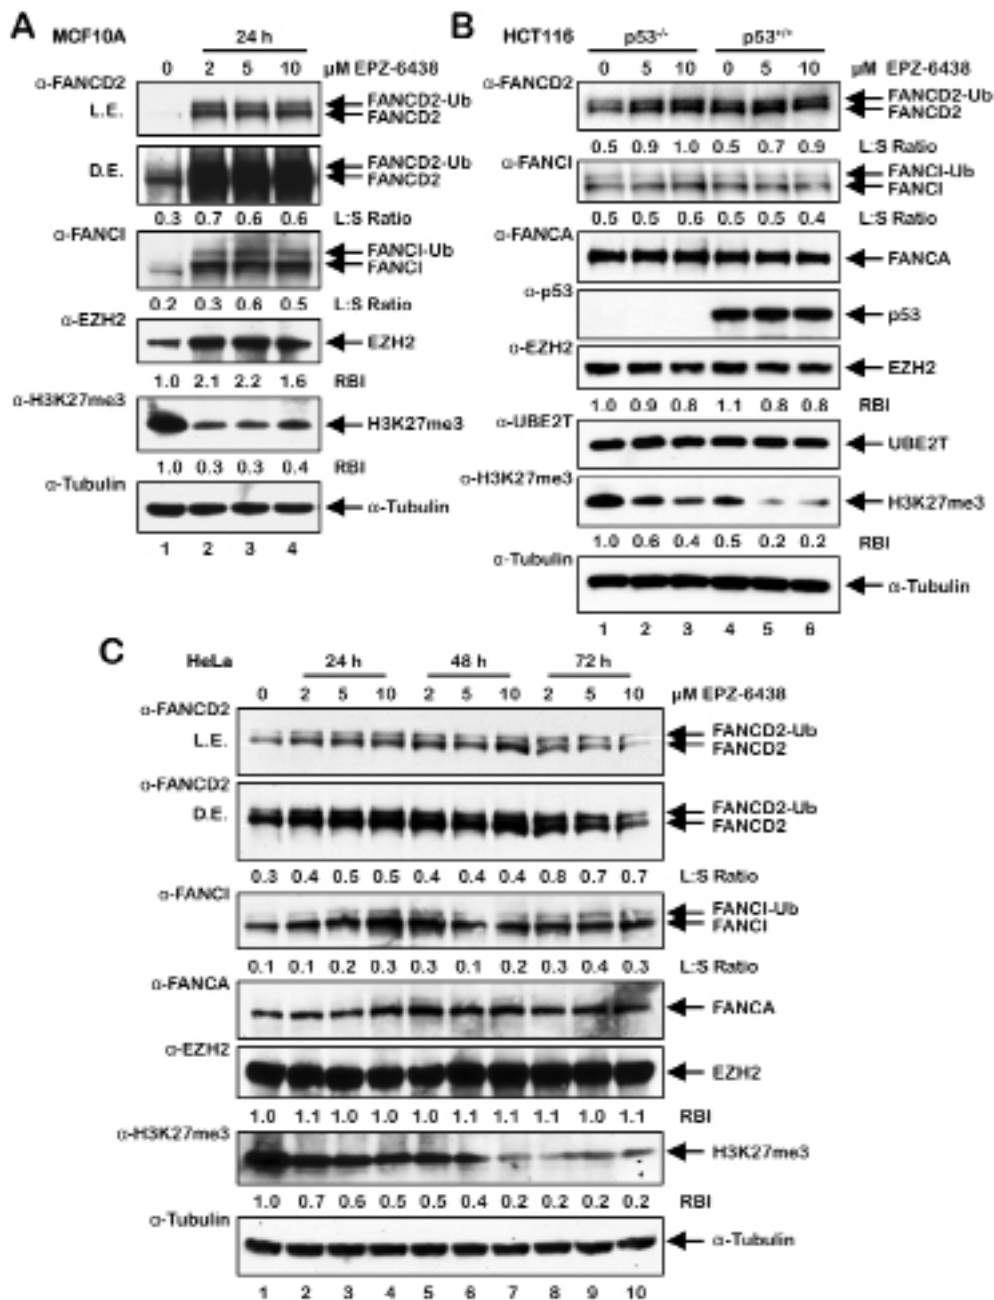 A
MCF10A
24 h
0 2 5 10 µM EPZ-6438
α-FANCD2
L.E.
FANCD2-Ub
FANCD2
D.E.
FANCD2-Ub
FANCD2
0.3 0.7 0.6 0.6 L:S Ratio
α-FANCI
FANCI-Ub
FANCI
0.2 0.3 0.6 0.5 L:S Ratio
α-EZH2
EZH2
1.0 2.1 2.2 1.6 RBI
α-H3K27me3
H3K27me3
1.0 0.3 0.3 0.4 RBI
α-Tubulin
α-Tubulin
1 2 3 4
B
HCT116 p53-/- p53+/+
0 5 10 0 5 10 µM EPZ-6438
α-FANCD2
FANCD2-Ub
FANCD2
0.5 0.9 1.0 0.5 0.7 0.9 L:S Ratio
α-FANCI
FANCI-Ub
FANCI
0.5 0.5 0.6 0.5 0.5 0.4 L:S Ratio
α-FANCA
FANCA
α-p53
p53
α-EZH2
EZH2
1.0 0.9 0.8 1.1 0.8 0.8 RBI
α-UBE2T
UBE2T
α-H3K27me3
H3K27me3
1.0 0.6 0.4 0.5 0.2 0.2 RBI
α-Tubulin
α-Tubulin
1 2 3 4 5 6
C
HeLa 24 h 48 h 72 h
0 2 5 10 2 5 10 2 5 10 µM EPZ-6438
α-FANCD2
L.E.
FANCD2-Ub
FANCD2
α-FANCD2
D.E.
FANCD2-Ub
FANCD2
0.3 0.4 0.5 0.5 0.4 0.4 0.4 0.8 0.7 0.7 L:S Ratio
α-FANCI
FANCI-Ub
FANCI
0.1 0.1 0.2 0.3 0.3 0.1 0.2 0.3 0.4 0.3 L:S Ratio
α-FANCA
FANCA
α-EZH2
EZH2
1.0 1.1 1.0 1.0 1.0 1.1 1.1 1.1 1.0 1.1 RBI
α-H3K27me3
H3K27me3
1.0 0.7 0.6 0.5 0.5 0.4 0.2 0.2 0.2 0.2 RBI
α-Tubulin
α-Tubulin
1 2 3 4 5 6 7 8 9 10